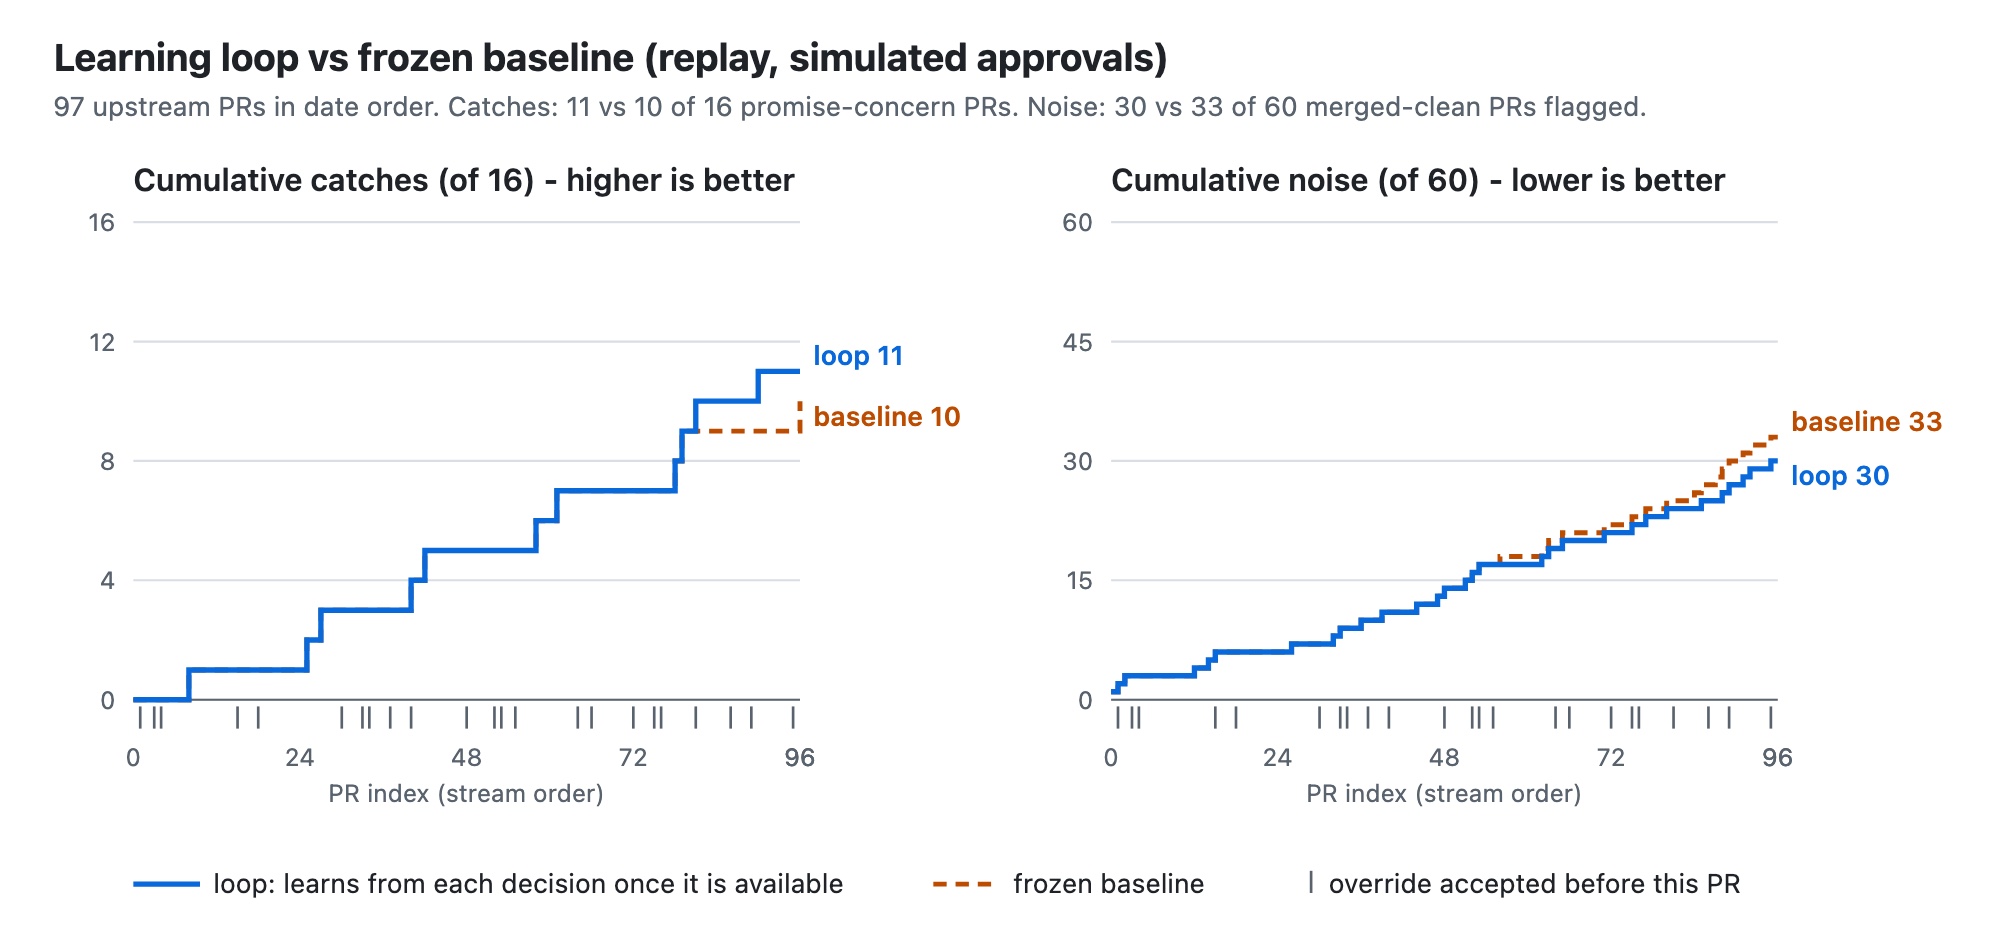 Learning loop vs frozen baseline (replay, simulated approvals)
97 upstream PRs in date order. Catches: 11 vs 10 of 16 promise-concern PRs. Noise: 30 vs 33 of 60 merged-clean PRs flagged.
Cumulative catches (of 16) - higher is better
16
12
8
4
0
loop 11
baseline 10
0 24 48 72 96
PR index (stream order)
Cumulative noise (of 60) - lower is better
60
45
30
15
0
baseline 33
loop 30
0 24 48 72 96
PR index (stream order)
loop: learns from each decision once it is available
frozen baseline
override accepted before this PR